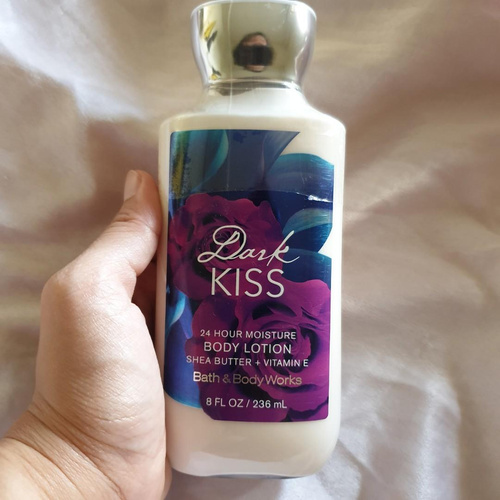 Dark
KISS
24 HOUR MOISTURE
BODY LOTION
SHEA BUTTER + VITAMIN E
Bath & Body Works
8 FL OZ / 236 mL